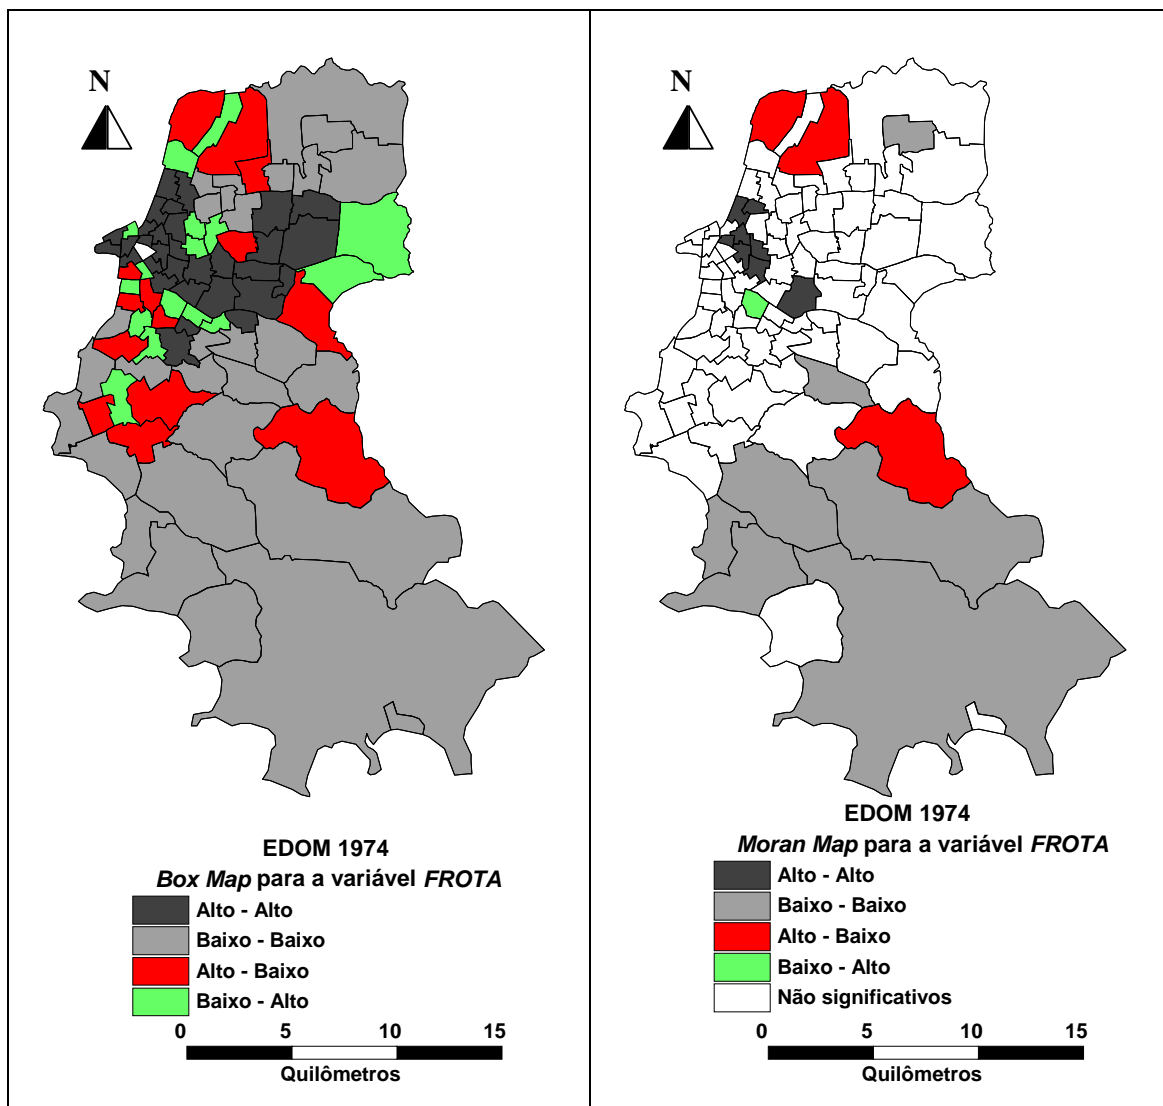 N
EDOM 1974
Box Map para a variável FROTA
Alto - Alto
Baixo - Baixo
Alto - Baixo
Baixo - Alto
0 5 10 15
Quilômetros
N
EDOM 1974
Moran Map para a variável FROTA
Alto - Alto
Baixo - Baixo
Alto - Baixo
Baixo - Alto
Não significativos
0 5 10 15
Quilômetros